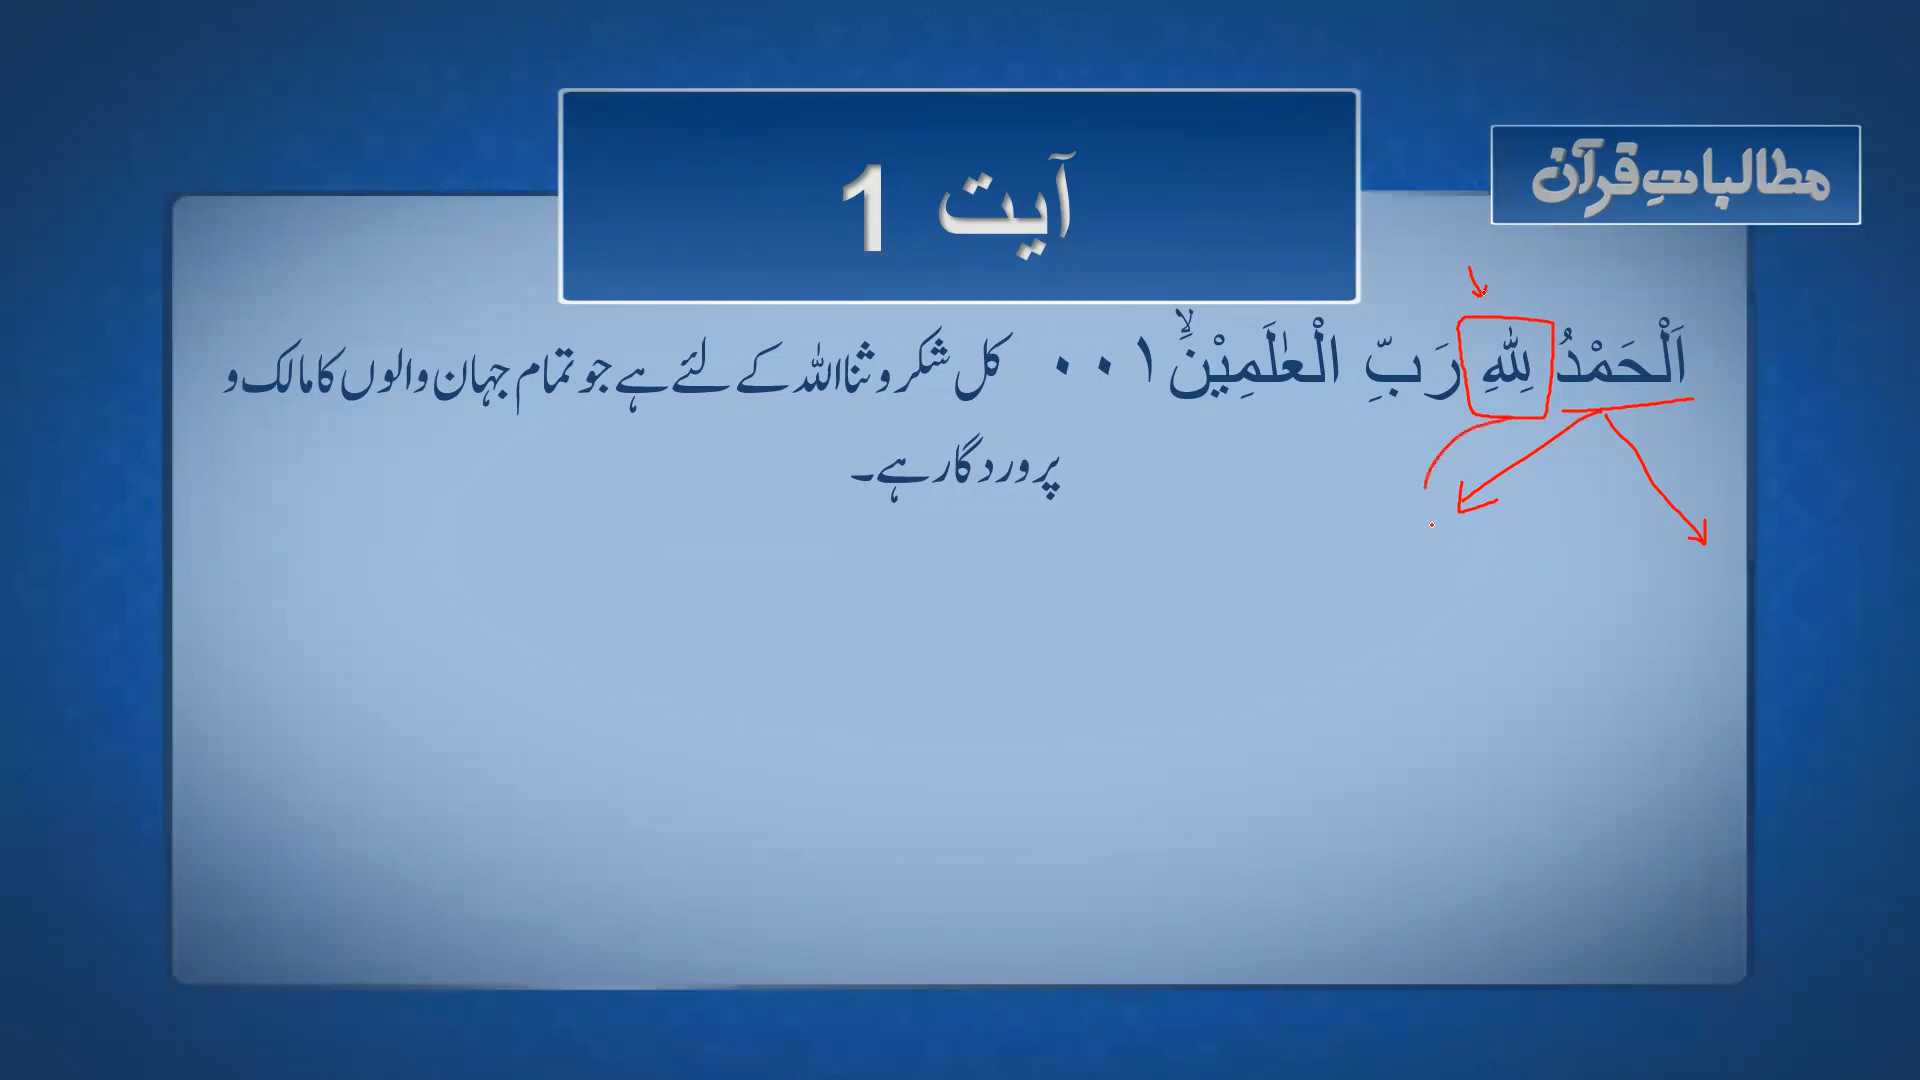 آیت 1
مطالباتِ قرآن
اَلْحَمْدُ لِلّٰهِ رَبِّ الْعٰلَمِيْنَۙ ۰۰۱ کل شکر و ثنا اللہ کے لئے ہے جو تمام جہان والوں کا مالک و
پروردگار ہے۔